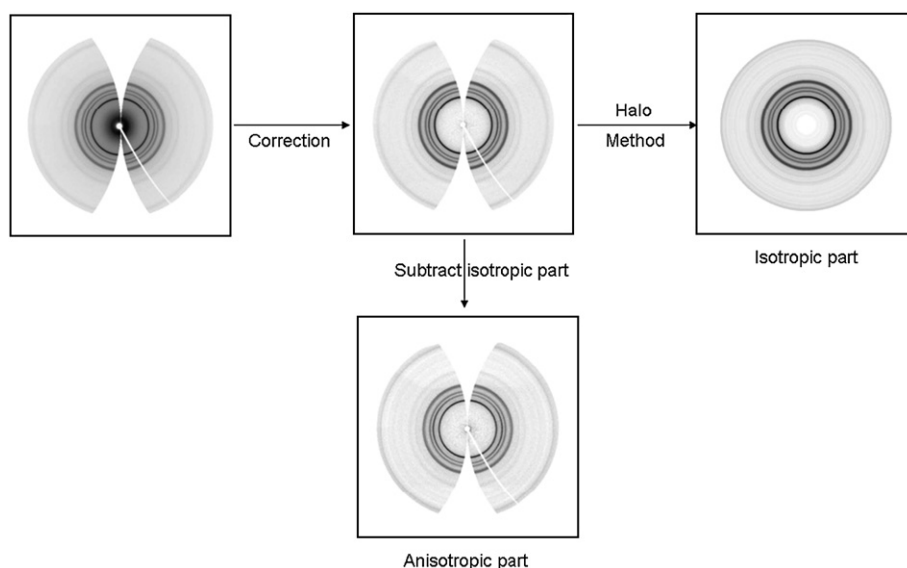 Correction
Halo
Method
Isotropic part
Subtract isotropic part
Anisotropic part